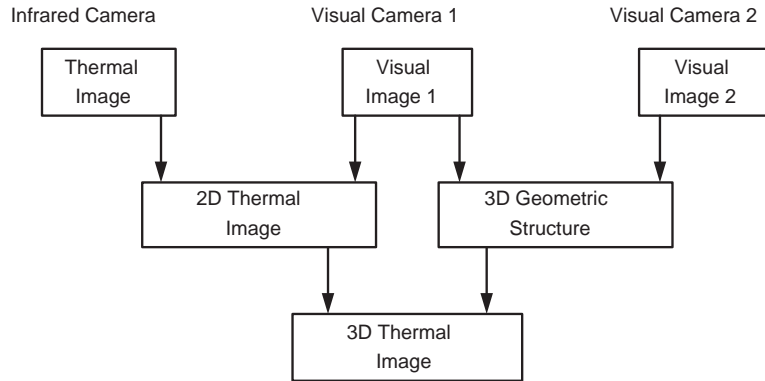 Infrared Camera
Visual Camera 1
Visual Camera 2
Thermal
Image
Visual
Image 1
Visual
Image 2
2D Thermal
Image
3D Geometric
Structure
3D Thermal
Image